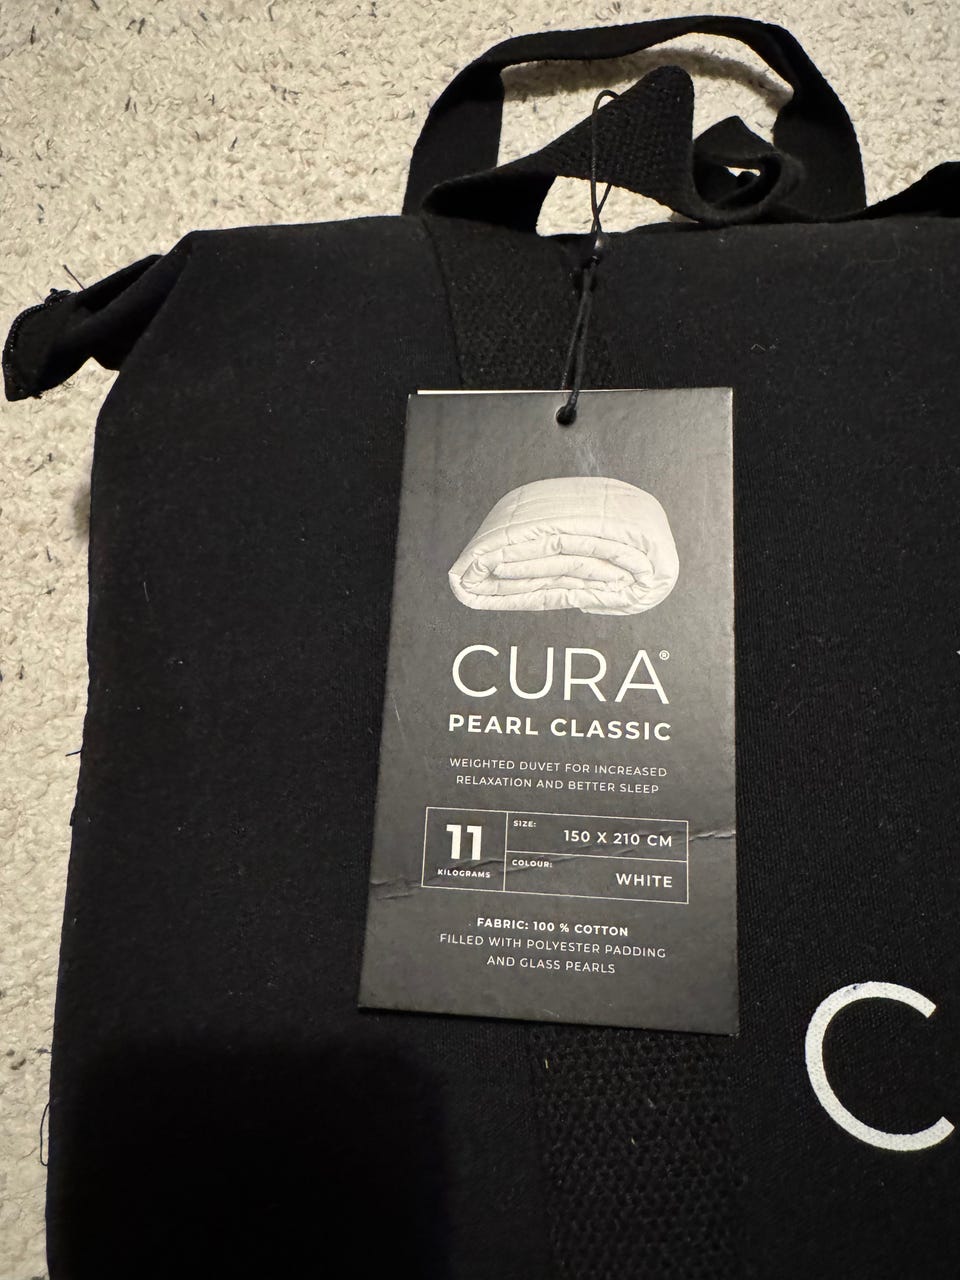 CURA®
PEARL CLASSIC
WEIGHTED DUVET FOR INCREASED
RELAXATION AND BETTER SLEEP
11
KILOGRAMS
SIZE:
150 X 210 CM
COLOUR:
WHITE
FABRIC: 100 % COTTON
FILLED WITH POLYESTER PADDING
AND GLASS PEARLS
C